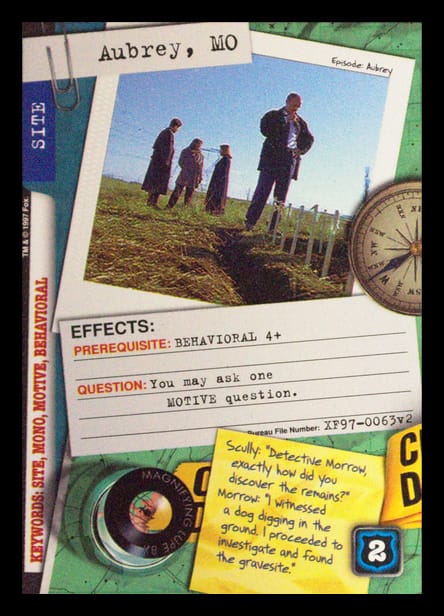 Aubrey, MO
Episode: Aubrey
SITE
TM & © 1997 Fox.
KEYWORDS: SITE, MONO, MOTIVE, BEHAVIORAL
EFFECTS:
PREREQUISITE: BEHAVIORAL 4+
QUESTION: You may ask one
MOTIVE question.
Bureau File Number: XF97-0063v2
MAGNIFYING LUPE 8X
Scully: "Detective Morrow,
exactly how did you
discover the remains?"
Morrow: "I witnessed
a dog digging in the
ground. I proceeded to
investigate and found
the gravesite."
2